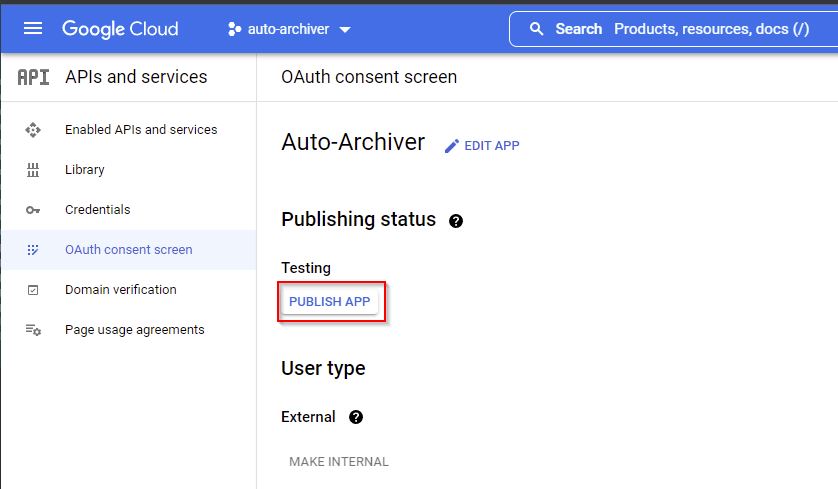 Google Cloud
auto-archiver
Search Products, resources, docs (/)
API APIs and services
OAuth consent screen
Enabled APIs and services
Library
Credentials
OAuth consent screen
Domain verification
Page usage agreements
Auto-Archiver
EDIT APP
Publishing status
Testing
PUBLISH APP
User type
External
MAKE INTERNAL